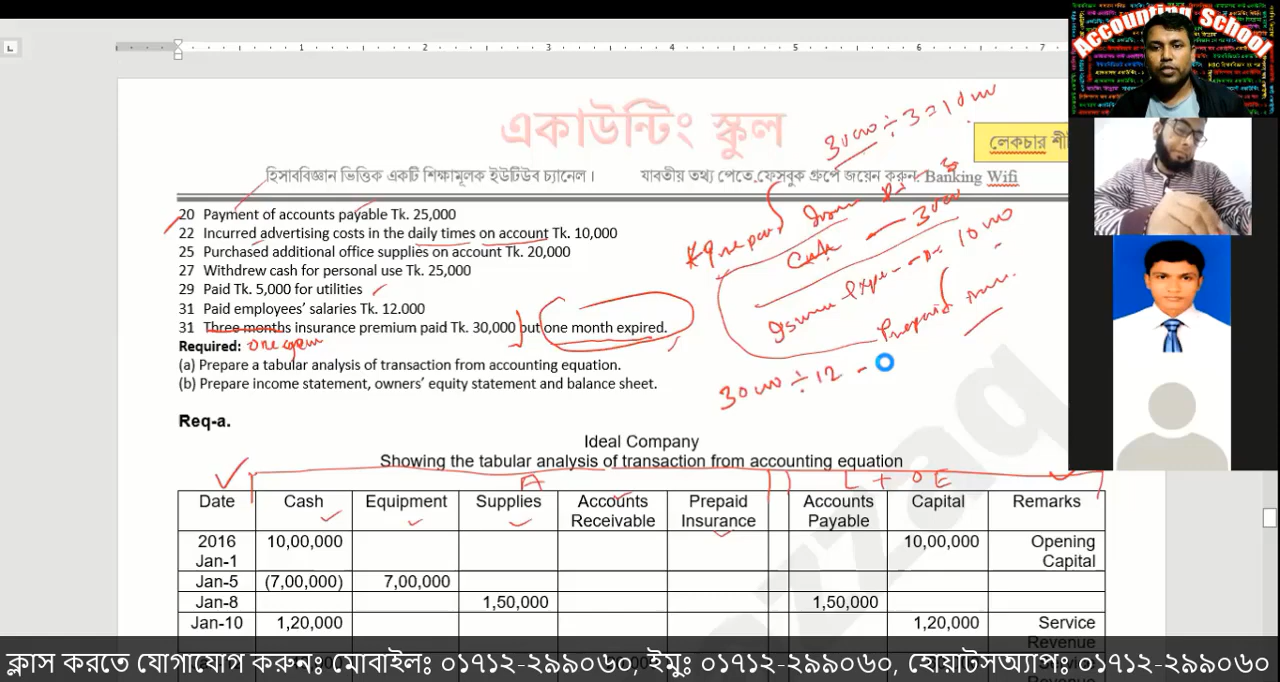 Accounting School
একাউন্টিং স্কুল
লেকচার শী
হিসাববিজ্ঞান ভিত্তিক একটি শিক্ষামূলক ইউটিউব চ্যানেল।
যাবতীয় তথ্য পেতে ফেসবুক গ্রুপে জয়েন করুন. Banking Wifi
30000 ÷ 3 = 10000
20 Payment of accounts payable Tk. 25,000
22 Incurred advertising costs in the daily times on account Tk. 10,000
25 Purchased additional office supplies on account Tk. 20,000
27 Withdrew cash for personal use Tk. 25,000
29 Paid Tk. 5,000 for utilities
31 Paid employees' salaries Tk. 12.000
31 Three months insurance premium paid Tk. 30,000 but one month expired.
Required: One year
(a) Prepare a tabular analysis of transaction from accounting equation.
(b) Prepare income statement, owners' equity statement and balance sheet.
Prepaid
Cash — 30000
10000
Prepaid
30000 ÷ 12 -
Req-a.
Ideal Company
Showing the tabular analysis of transaction from accounting equation
A L + OE
Date Cash Equipment Supplies Accounts Receivable Prepaid Insurance Accounts Payable Capital Remarks
2016 Jan-1 10,00,000 10,00,000 Opening Capital
Jan-5 (7,00,000) 7,00,000
Jan-8 1,50,000 1,50,000
Jan-10 1,20,000 1,20,000 Service Revenue
ক্লাস করতে যোগাযোগ করুনঃ মোবাইলঃ ০১৭১২-২৯৯০৬০, ইমুঃ ০১৭১২-২৯৯০৬০, হোয়াটসঅ্যাপঃ ০১৭১২-২৯৯০৬০